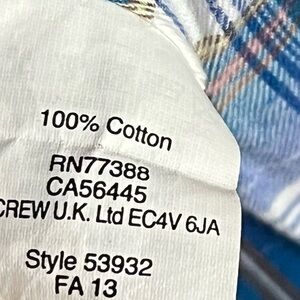 100% Cotton
RN77388
CA56445
CREW U.K. Ltd EC4V 6JA
Style 53932
FA 13